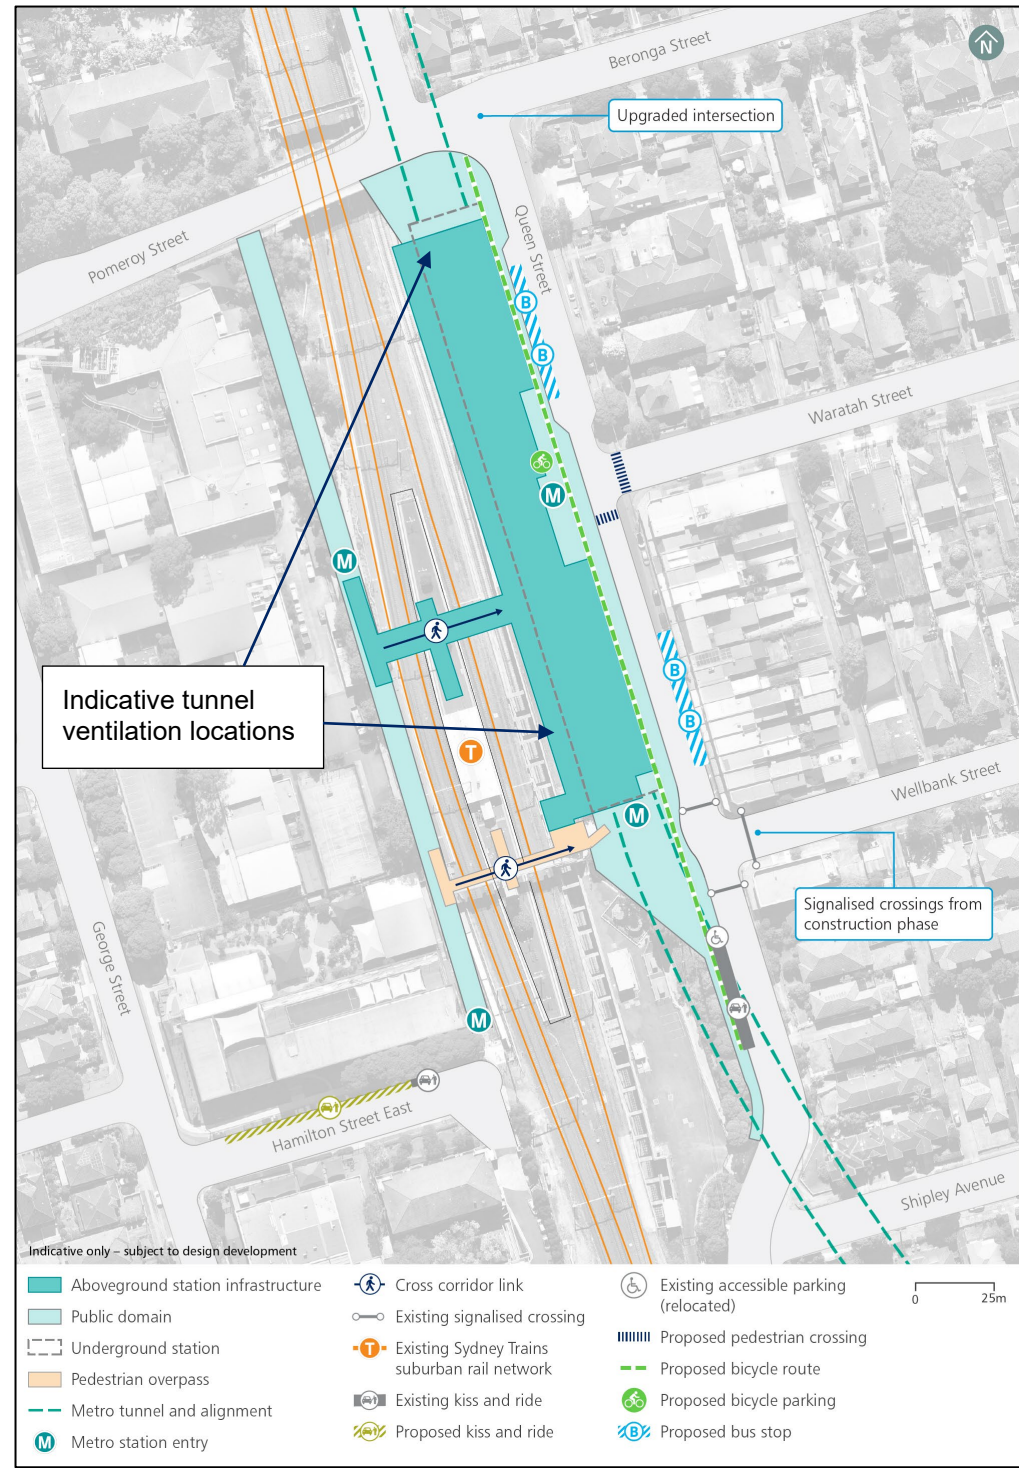 Beronga Street
N
Upgraded intersection
Queen Street
Pomeroy Street
B
B
Waratah Street
M
M
B
Indicative tunnel
ventilation locations
B
T
Wellbank Street
M
Signalised crossings from
construction phase
George Street
M
Hamilton Street East
Shipley Avenue
Indicative only – subject to design development
Aboveground station infrastructure
Public domain
Underground station
Pedestrian overpass
Metro tunnel and alignment
M Metro station entry
Cross corridor link
Existing signalised crossing
T Existing Sydney Trains
suburban rail network
Existing kiss and ride
Proposed kiss and ride
Existing accessible parking
(relocated)
Proposed pedestrian crossing
Proposed bicycle route
Proposed bicycle parking
B Proposed bus stop
0 25m